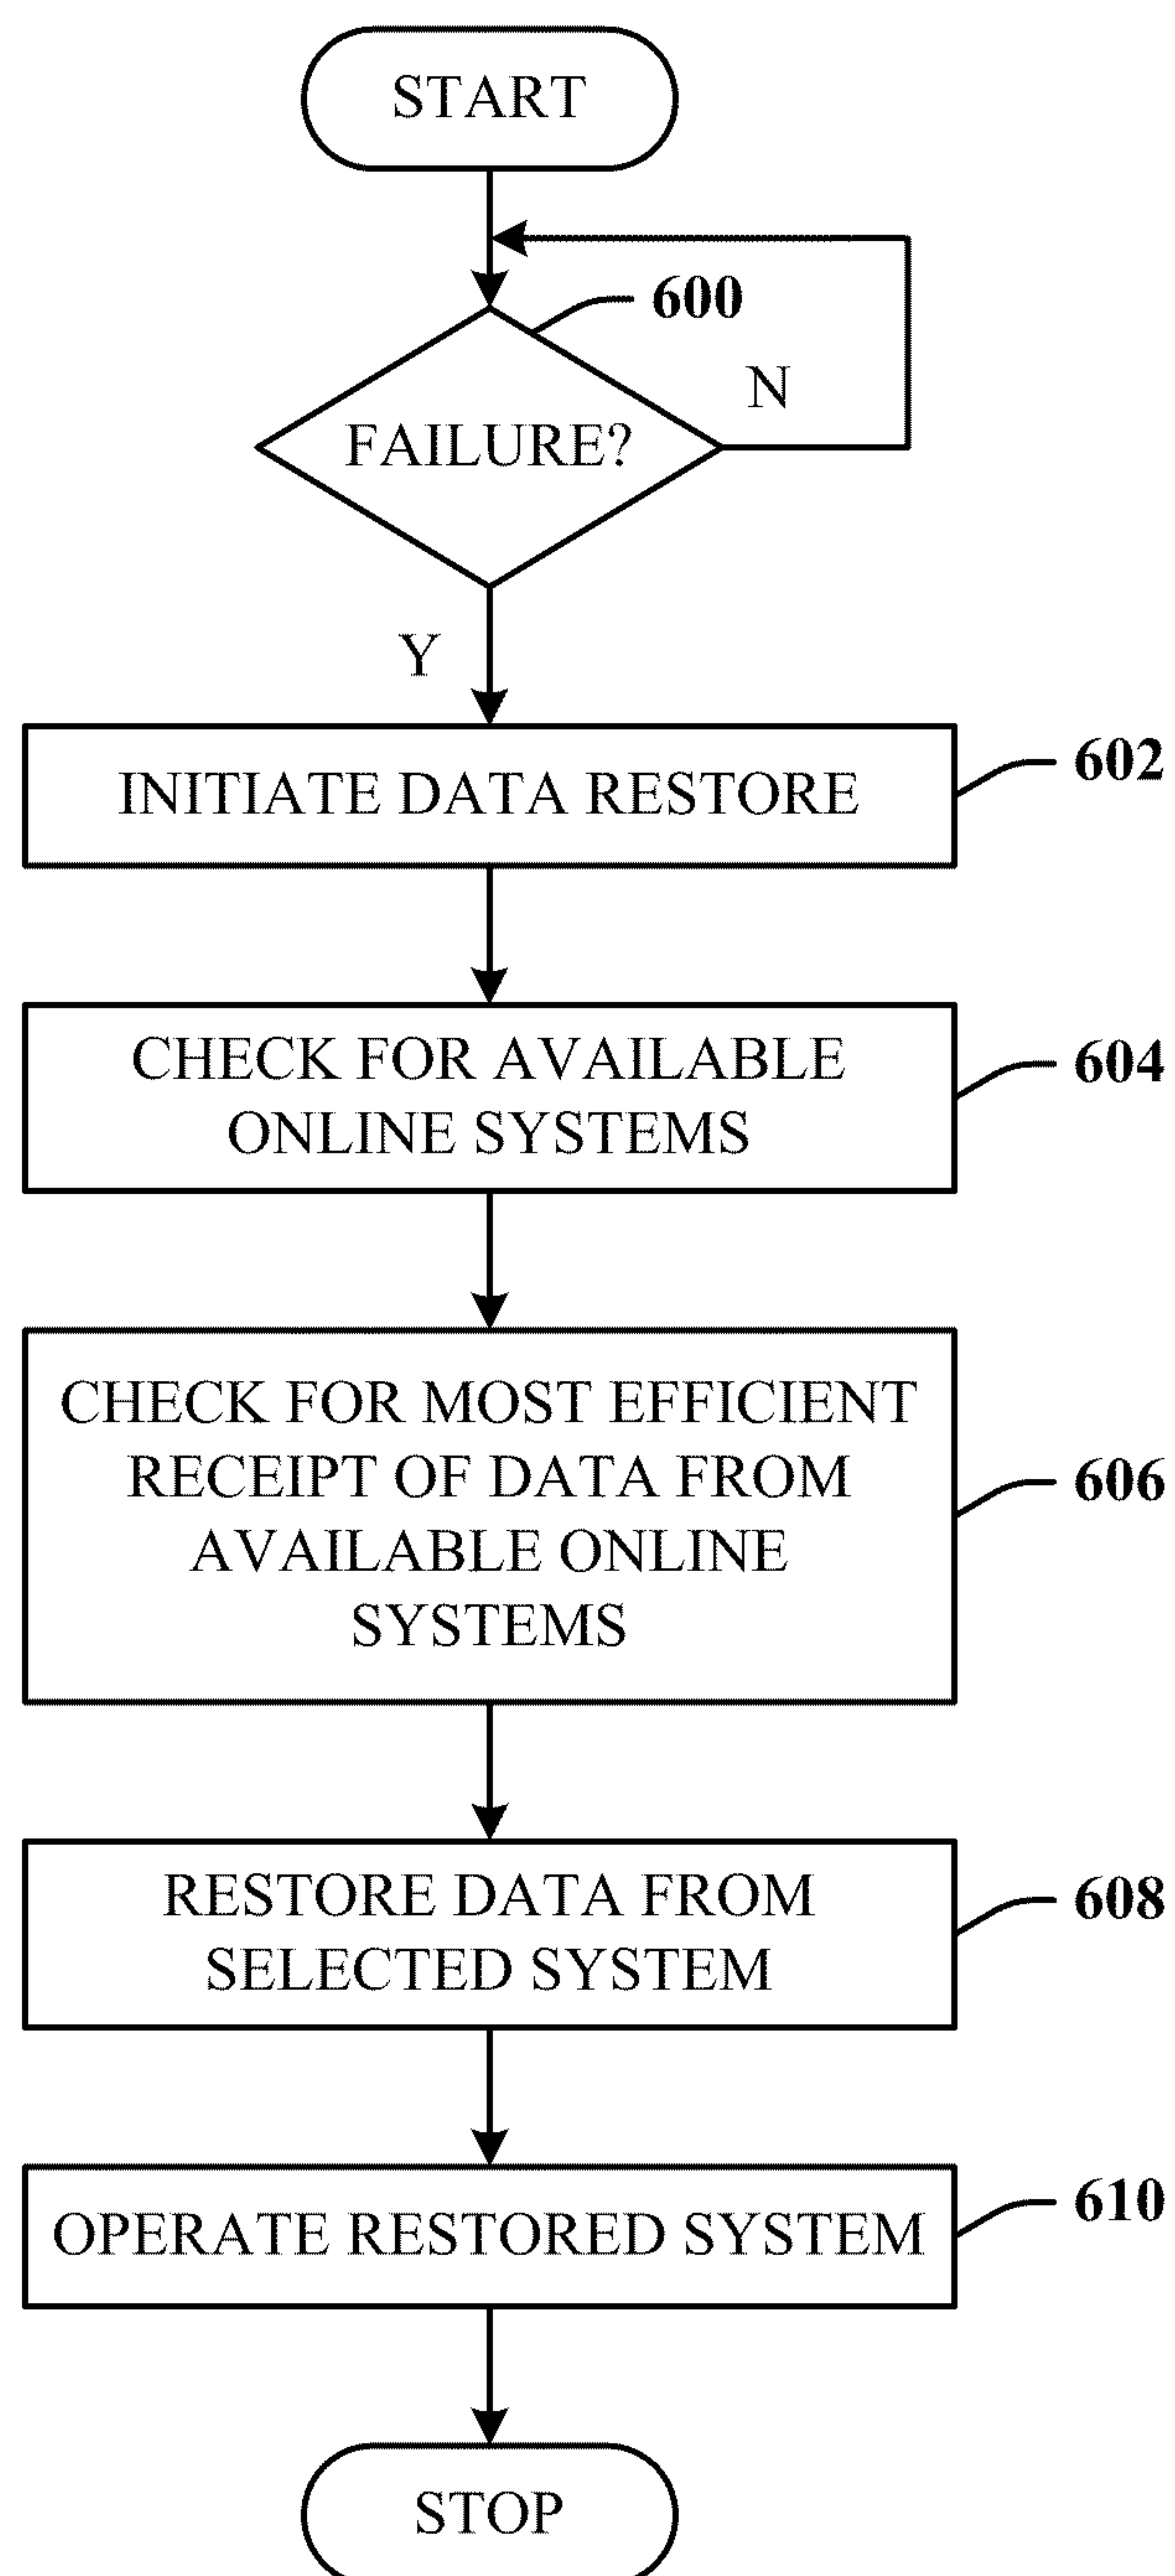 START
600
N
FAILURE?
Y
INITIATE DATA RESTORE
602
CHECK FOR AVAILABLE
ONLINE SYSTEMS
604
CHECK FOR MOST EFFICIENT
RECEIPT OF DATA FROM
AVAILABLE ONLINE
SYSTEMS
606
RESTORE DATA FROM
SELECTED SYSTEM
608
OPERATE RESTORED SYSTEM
610
STOP